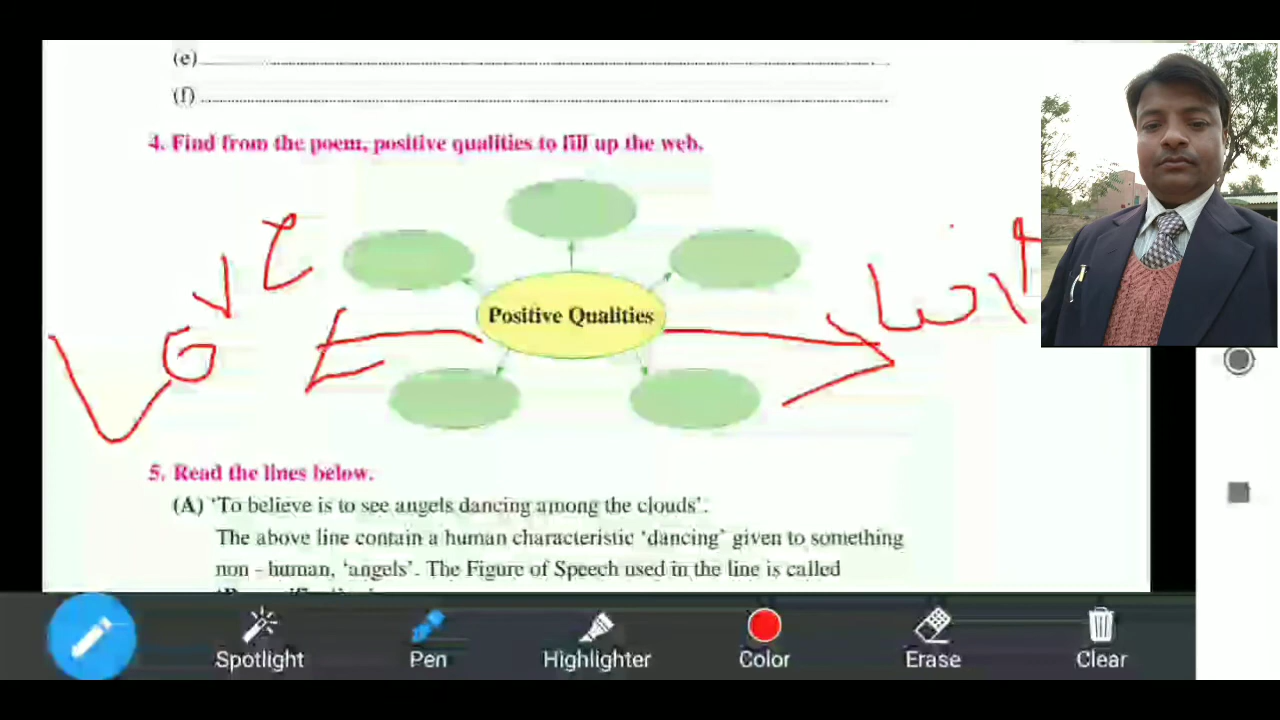 (e)
(f)
4. Find from the poem, positive qualities to fill up the web.
Love
Positive Qualities
5. Read the lines below.
(A) 'To believe is to see angels dancing among the clouds'.
The above line contain a human characteristic 'dancing' given to something
non - human, 'angels'. The Figure of Speech used in the line is called
Spotlight
Pen
Highlighter
Color
Erase
Clear